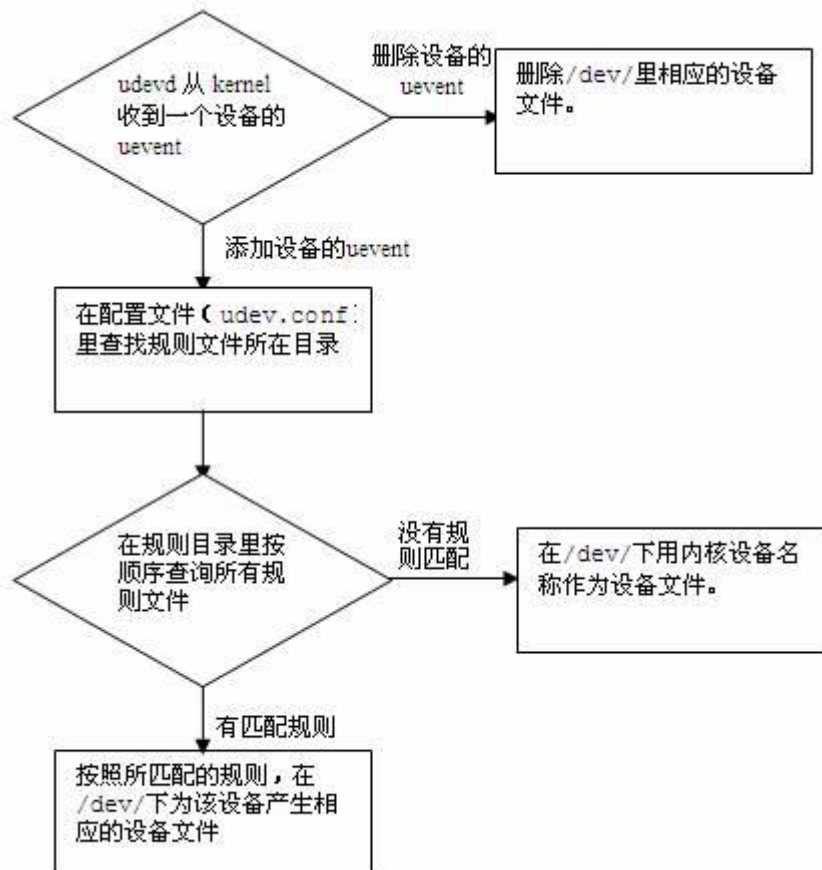 udevd 从 kernel
收到一个设备的
uevent
删除设备的
uevent
删除/dev/里相应的设备
文件。
添加设备的uevent
在配置文件（udev.conf
里查找规则文件所在目录
在规则目录里按
顺序查询所有规
则文件
没有规
则匹配
在/dev/下用内核设备名
称作为设备文件。
有匹配规则
按照所匹配的规则，在
/dev/下为该设备产生相
应的设备文件